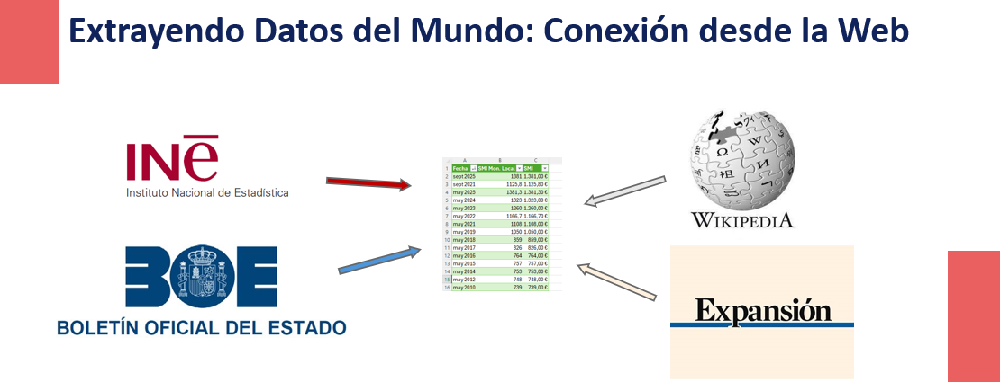 Extrayendo Datos del Mundo: Conexión desde la Web
INe
Instituto Nacional de Estadística
BOE
BOLETÍN OFICIAL DEL ESTADO
A B C
1 Fecha SMI Mon. Local SMI
2 sept 2025 1381 1.381,00 €
3 sept 2021 1125,8 1.125,80 €
4 may 2025 1381,3 1.381,30 €
5 may 2024 1323 1.323,00 €
6 may 2023 1260 1.260,00 €
7 may 2022 1166,7 1.166,70 €
8 may 2021 1108 1.108,00 €
9 may 2019 1050 1.050,00 €
10 may 2018 859 859,00 €
11 may 2017 826 826,00 €
12 may 2016 764 764,00 €
13 may 2015 757 757,00 €
14 may 2014 753 753,00 €
15 may 2012 748 748,00 €
16 may 2010 739 739,00 €
Ω W
И
祖
WIKIPEDIA
Expansión